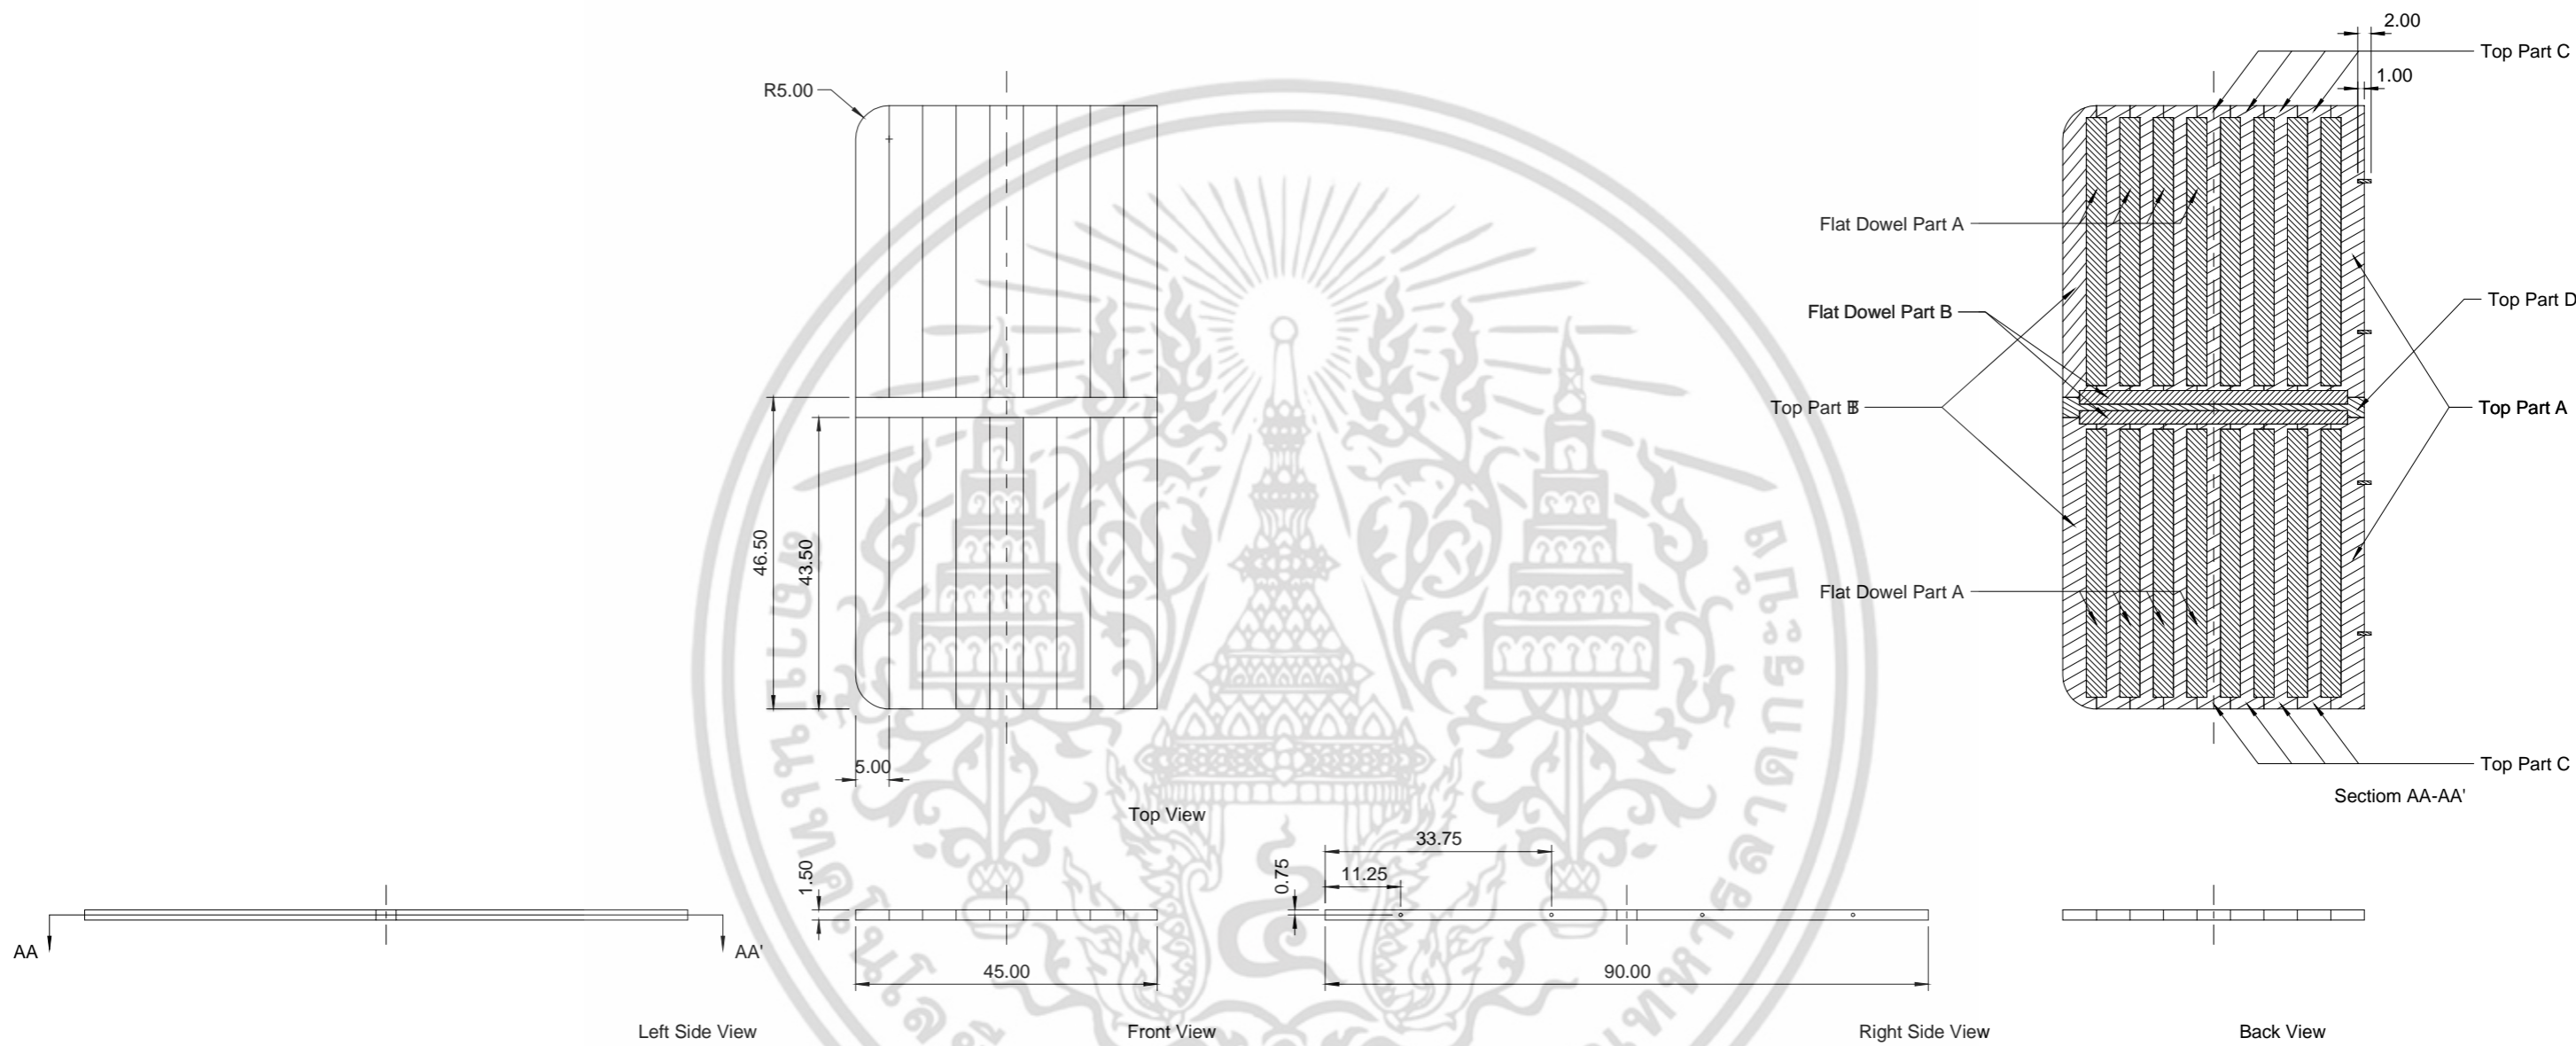 2.00
Top Part C
1.00
R5.00
Flat Dowel Part A
Top Part D
Flat Dowel Part B
Top Part B
Top Part A
46.50
43.50
Flat Dowel Part A
5.00
Top Part C
Sectiom AA-AA'
Top View
33.75
11.25
1.50
0.75
AA
AA'
45.00
90.00
Left Side View
Front View
Right Side View
Back View